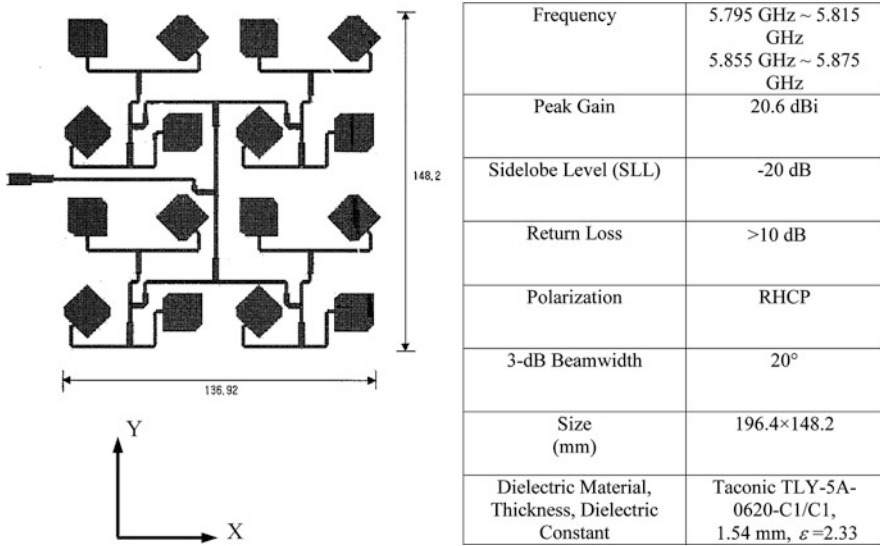 148,2
136,92
Y
X
Frequency
5.795 GHz ~ 5.815
GHz
5.855 GHz ~ 5.875
GHz
Peak Gain
20.6 dBi
Sidelobe Level (SLL)
-20 dB
Return Loss
>10 dB
Polarization
RHCP
3-dB Beamwidth
20°
Size
(mm)
196.4×148.2
Dielectric Material,
Thickness, Dielectric
Constant
Taconic TLY-5A-
0620-C1/C1,
1.54 mm, ε =2.33